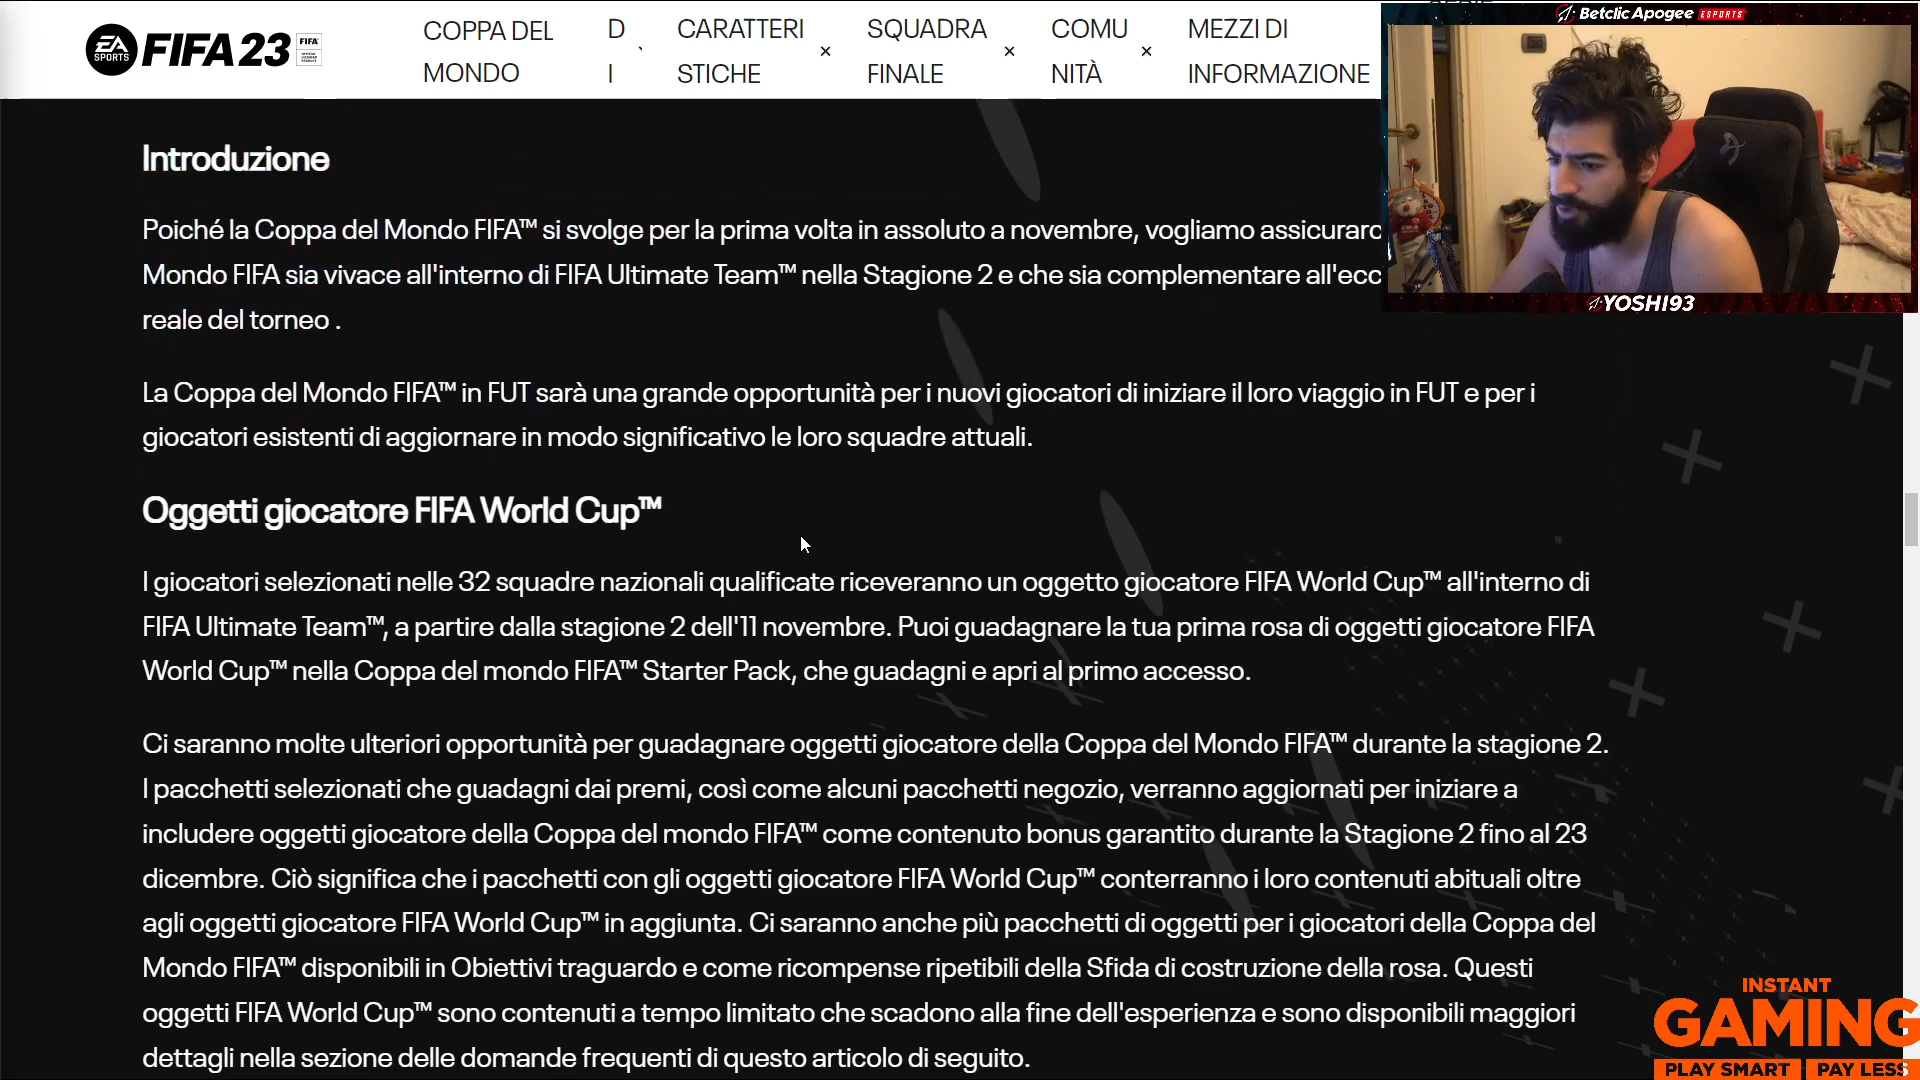 EA SPORTS FIFA 23 FIFA
COPPA DEL MONDO
D I
CARATTERI STICHE
SQUADRA FINALE
COMU NITÀ
MEZZI DI INFORMAZIONE
Betclic Apogee ESPORTS
YOSHI93
Introduzione
Poiché la Coppa del Mondo FIFA™ si svolge per la prima volta in assoluto a novembre, vogliamo
Mondo FIFA sia vivace all'interno di FIFA Ultimate Team™ nella Stagione 2 e che sia complementare
reale del torneo .
La Coppa del Mondo FIFA™ in FUT sarà una grande opportunità per i nuovi giocatori di iniziare il loro viaggio in FUT e per i
giocatori esistenti di aggiornare in modo significativo le loro squadre attuali.
Oggetti giocatore FIFA World Cup™
I giocatori selezionati nelle 32 squadre nazionali qualificate riceveranno un oggetto giocatore FIFA World Cup™ all'interno di
FIFA Ultimate Team™, a partire dalla stagione 2 dell'11 novembre. Puoi guadagnare la tua prima rosa di oggetti giocatore FIFA
World Cup™ nella Coppa del mondo FIFA™ Starter Pack, che guadagni e apri al primo accesso.
Ci saranno molte ulteriori opportunità per guadagnare oggetti giocatore della Coppa del Mondo FIFA™ durante la stagione 2.
I pacchetti selezionati che guadagni dai premi, così come alcuni pacchetti negozio, verranno aggiornati per iniziare a
includere oggetti giocatore della Coppa del mondo FIFA™ come contenuto bonus garantito durante la Stagione 2 fino al 23
dicembre. Ciò significa che i pacchetti con gli oggetti giocatore FIFA World Cup™ conterranno i loro contenuti abituali oltre
agli oggetti giocatore FIFA World Cup™ in aggiunta. Ci saranno anche più pacchetti di oggetti per i giocatori della Coppa del
Mondo FIFA™ disponibili in Obiettivi traguardo e come ricompense ripetibili della Sfida di costruzione della rosa. Questi
oggetti FIFA World Cup™ sono contenuti a tempo limitato che scadono alla fine dell'esperienza e sono disponibili maggiori
dettagli nella sezione delle domande frequenti di questo articolo di seguito.
INSTANT
GAMING
PLAY SMART | PAY LESS